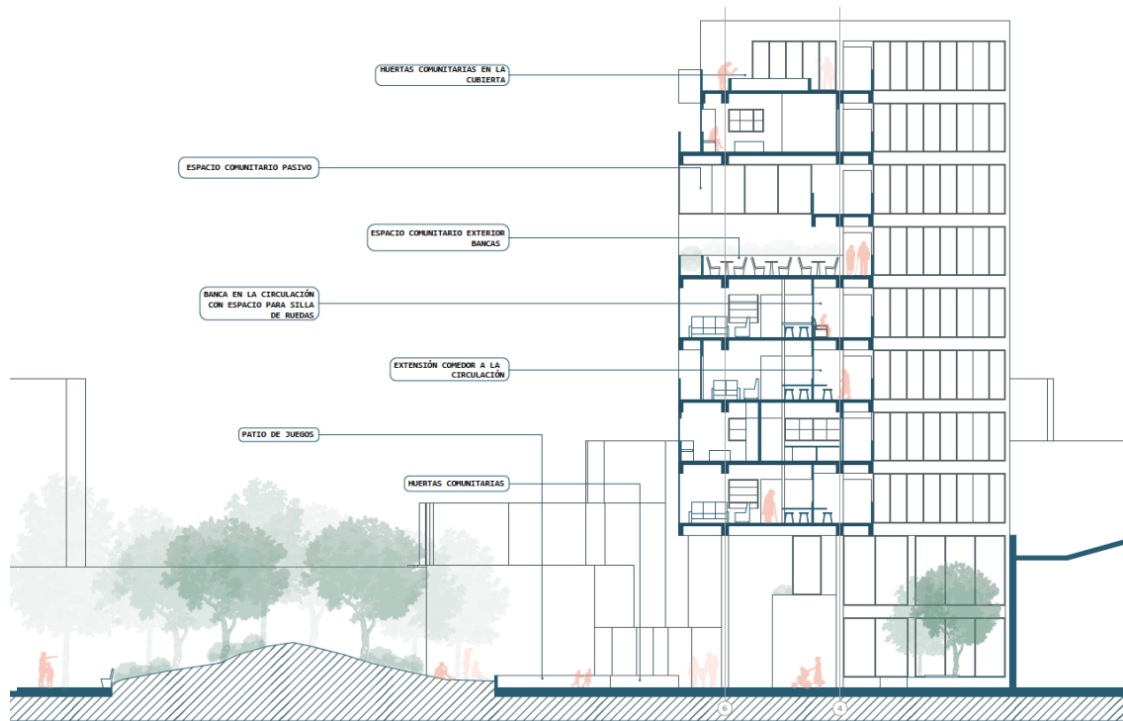 HUERTAS COMUNITARIAS EN LA
CUBIERTA
ESPACIO COMUNITARIO PASIVO
ESPACIO COMUNITARIO EXTERIOR
BANCAS
BANCA EN LA CIRCULACIÓN
CON ESPACIO PARA SILLA
DE RUEDAS
EXTENSIÓN COMEDOR A LA
CIRCULACIÓN
PATIO DE JUEGOS
HUERTAS COMUNITARIAS